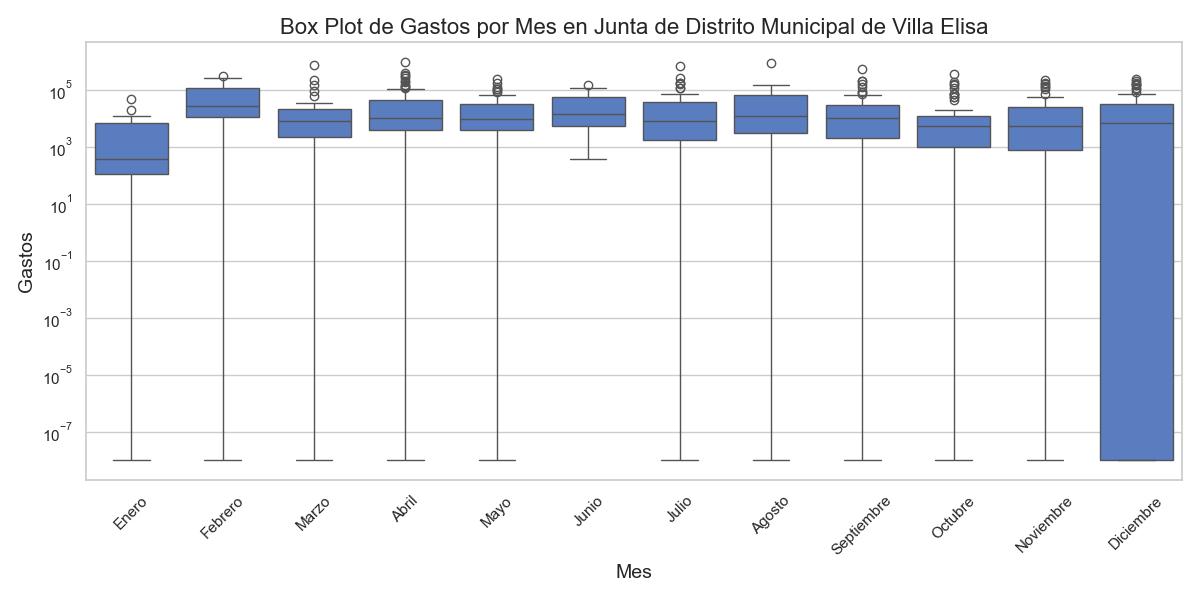 Box Plot de Gastos por Mes en Junta de Distrito Municipal de Villa Elisa
Gastos
10^5
10^3
10^1
10^−1
10^−3
10^−5
10^−7
Enero
Febrero
Marzo
Abril
Mayo
Junio
Julio
Agosto
Septiembre
Octubre
Noviembre
Diciembre
Mes